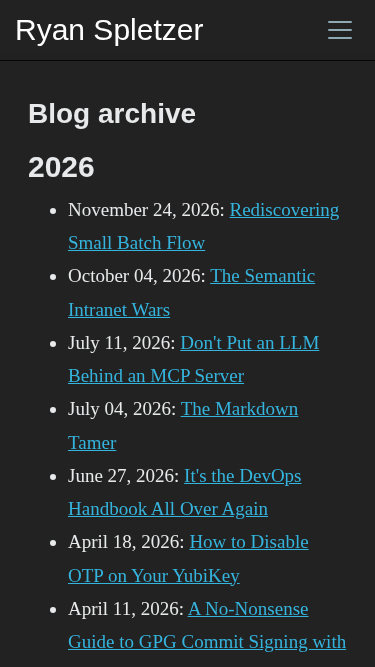 Ryan Spletzer
Blog archive
2026
November 24, 2026: Rediscovering
Small Batch Flow
October 04, 2026: The Semantic
Intranet Wars
July 11, 2026: Don't Put an LLM
Behind an MCP Server
July 04, 2026: The Markdown
Tamer
June 27, 2026: It's the DevOps
Handbook All Over Again
April 18, 2026: How to Disable
OTP on Your YubiKey
April 11, 2026: A No-Nonsense
Guide to GPG Commit Signing with